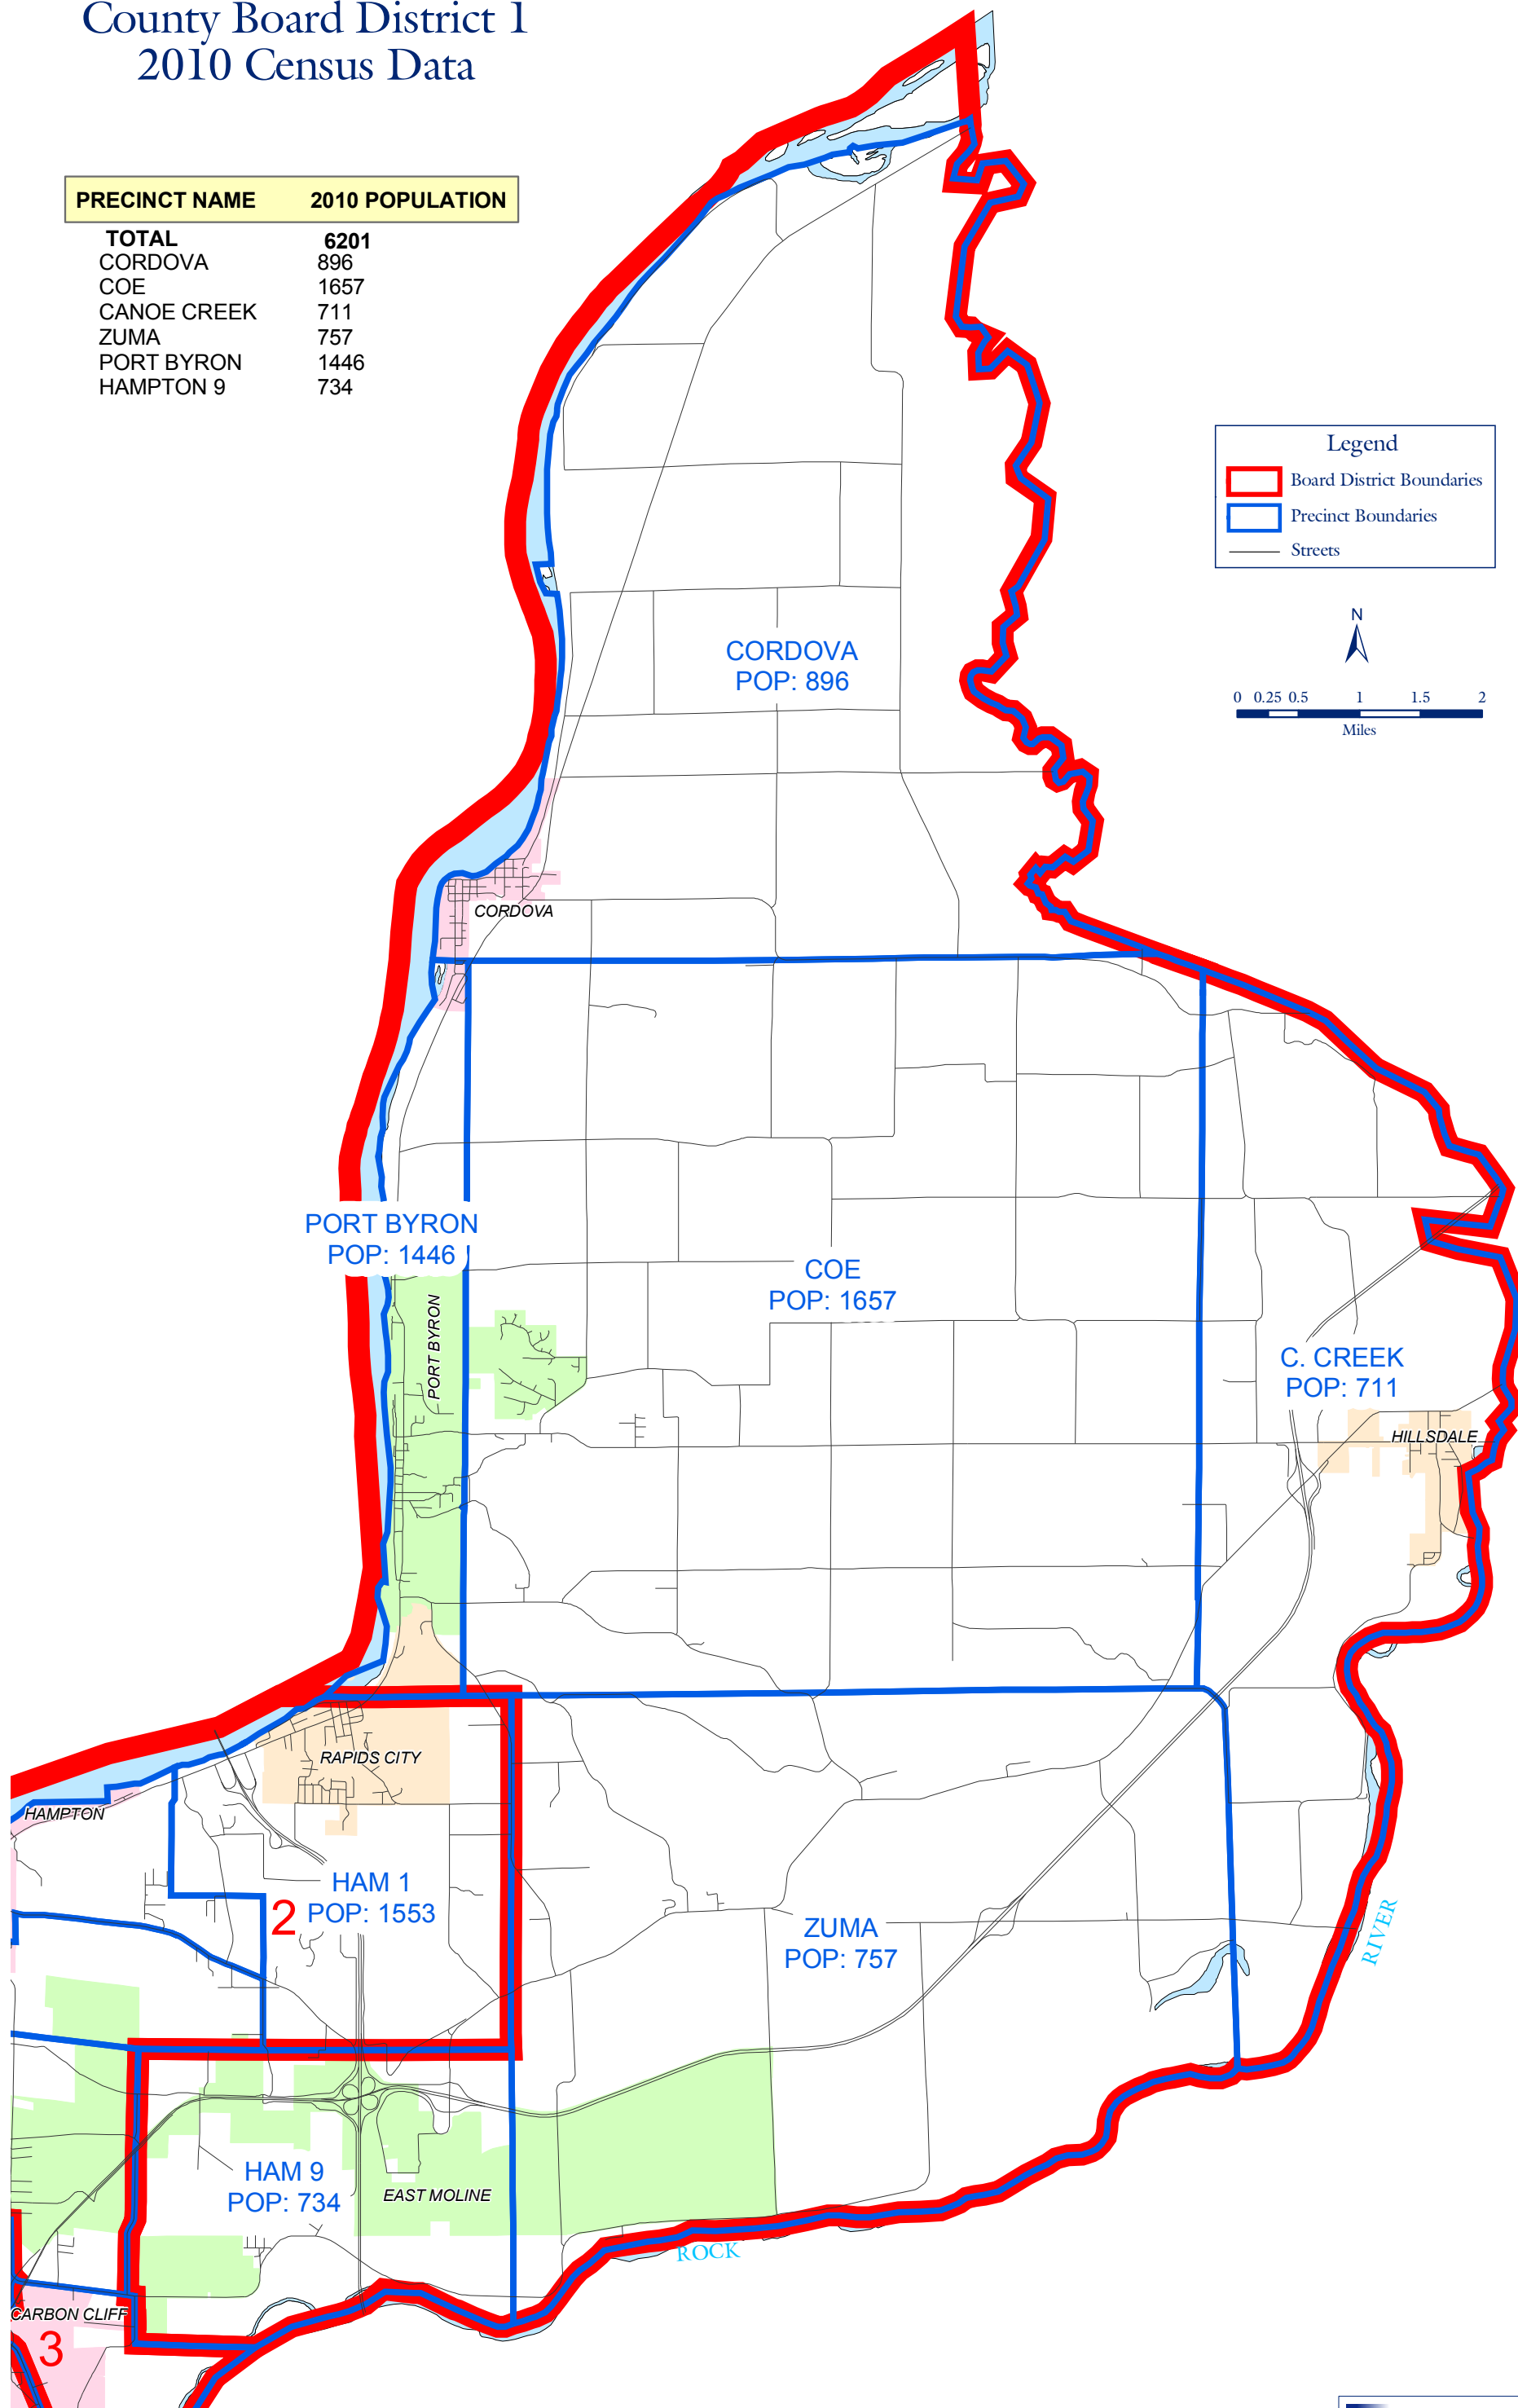 County Board District 1
2010 Census Data
PRECINCT NAME 2010 POPULATION
TOTAL 6201
CORDOVA 896
COE 1657
CANOE CREEK 711
ZUMA 757
PORT BYRON 1446
HAMPTON 9 734
Legend
Board District Boundaries
Precinct Boundaries
Streets
N
0 0.25 0.5 1 1.5 2
Miles
CORDOVA
POP: 896
CORDOVA
PORT BYRON
POP: 1446
COE
POP: 1657
PORT BYRON
C. CREEK
POP: 711
HILLSDALE
RAPIDS CITY
HAMPTON
HAM 1
2 POP: 1553
ZUMA
POP: 757
RIVER
HAM 9
POP: 734
EAST MOLINE
ROCK
CARBON CLIFF
3